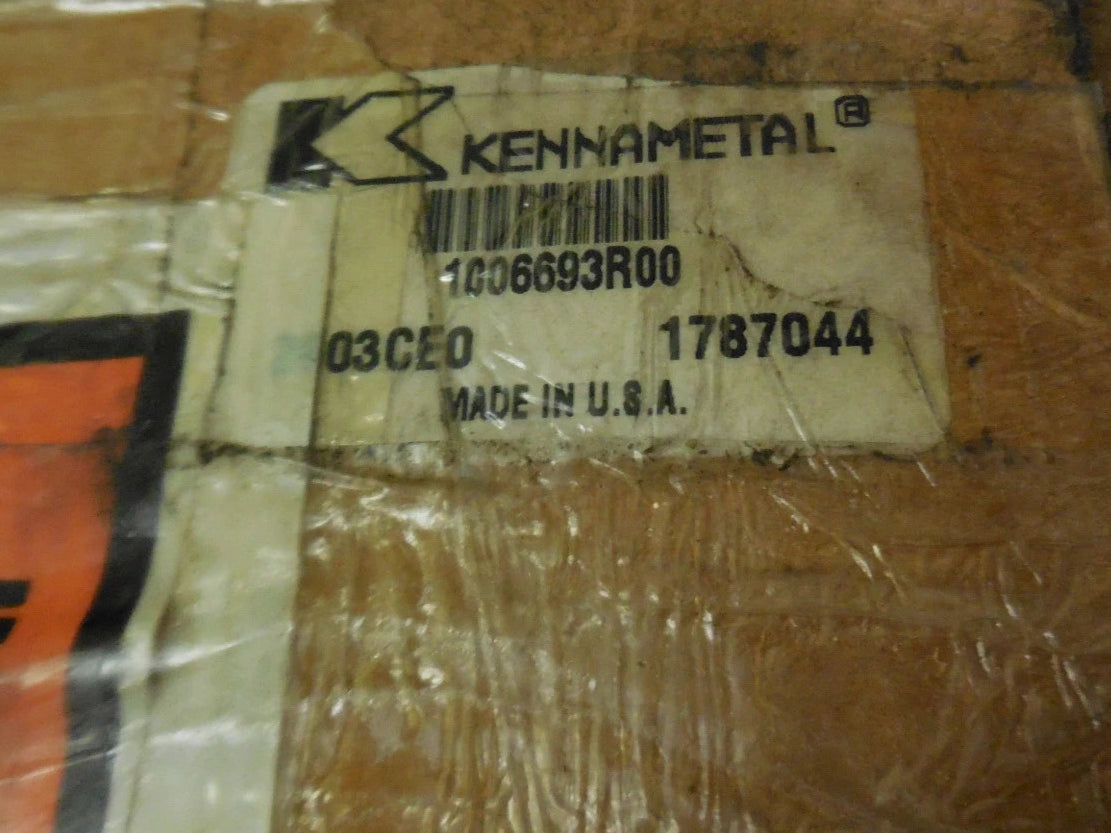 KENNAMETAL®
1006693R00
03CE0 1787044
MADE IN U.S.A.